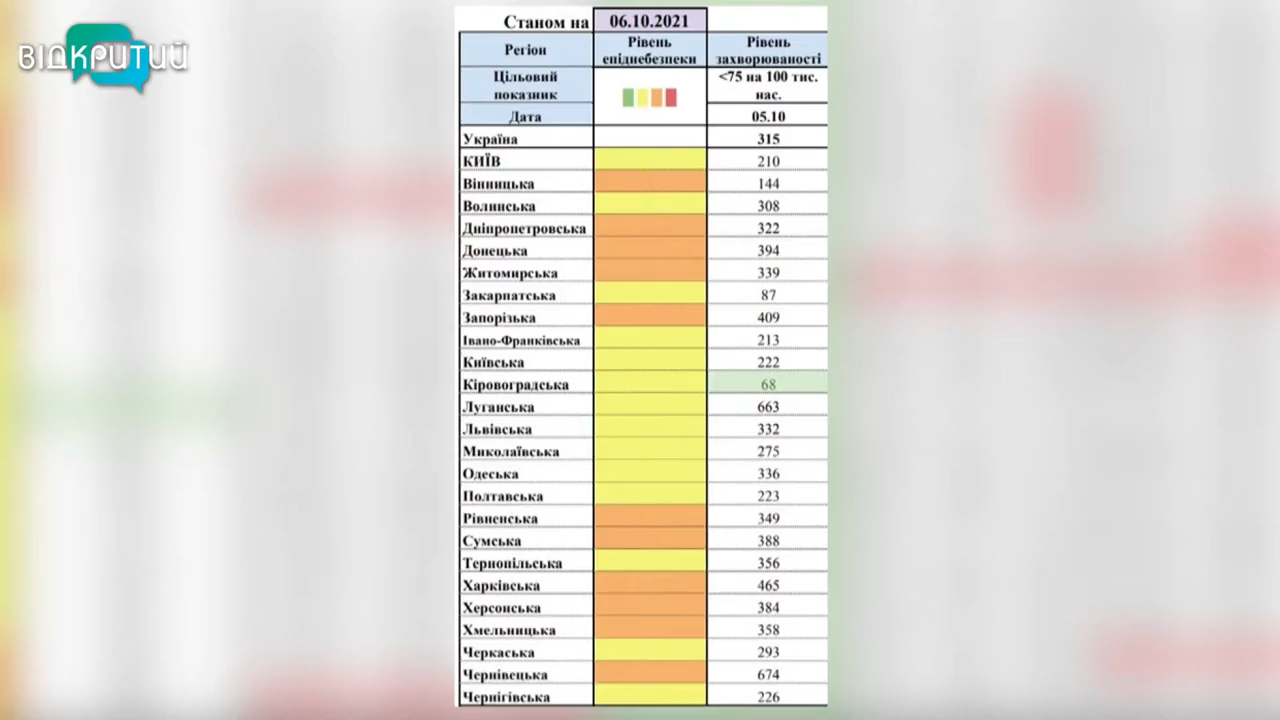 ВІДКРИТИЙ
Станом на 06.10.2021
Регіон Рівень епіднебезпеки Рівень захворюваності
Цільовий показник <75 на 100 тис. нас.
Дата 05.10
Україна 315
КИЇВ 210
Вінницька 144
Волинська 308
Дніпропетровська 322
Донецька 394
Житомирська 339
Закарпатська 87
Запорізька 409
Івано-Франківська 213
Київська 222
Кіровоградська 68
Луганська 663
Львівська 332
Миколаївська 275
Одеська 336
Полтавська 223
Рівненська 349
Сумська 388
Тернопільська 356
Харківська 465
Херсонська 384
Хмельницька 358
Черкаська 293
Чернівецька 674
Чернігівська 226